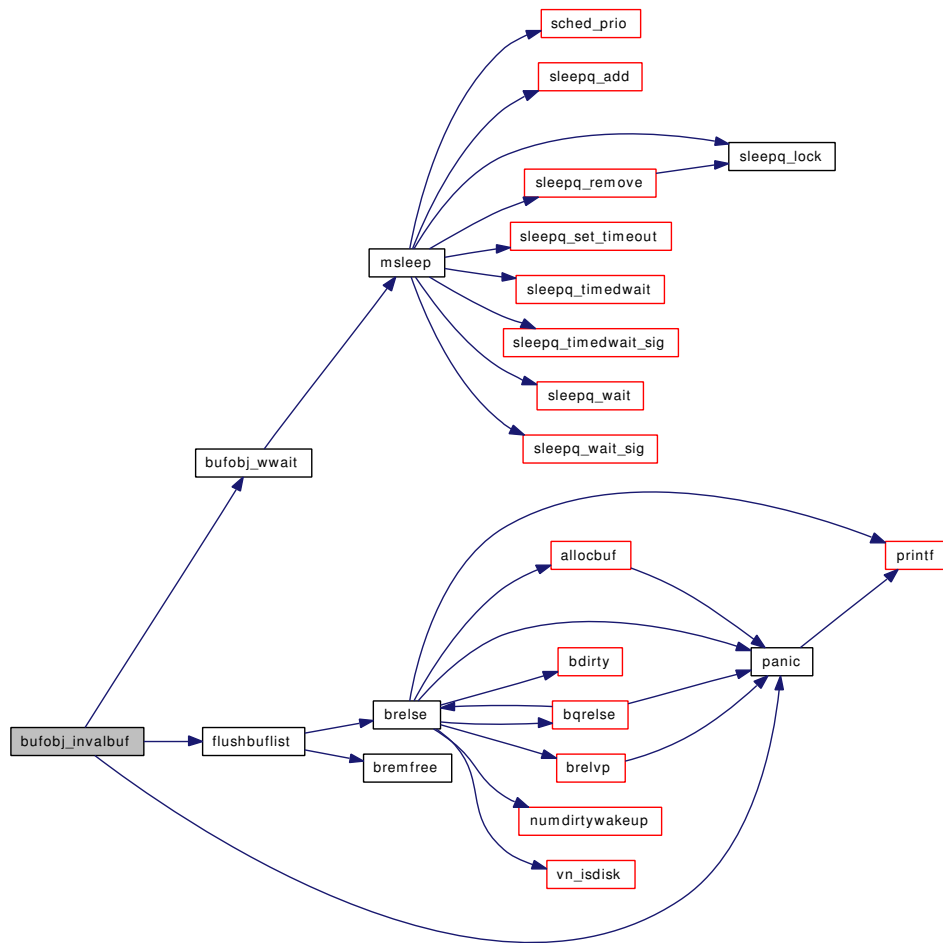 sched_prio
sleepq_add
sleepq_lock
sleepq_remove
sleepq_set_timeout
msleep
sleepq_timedwait
sleepq_timedwait_sig
sleepq_wait
sleepq_wait_sig
bufobj_wwait
printf
allocbuf
bdirty
panic
brelse
bqrelse
bufobj_invalbuf
flushbuflist
bremfree
brelvp
numdirtywakeup
vn_isdisk